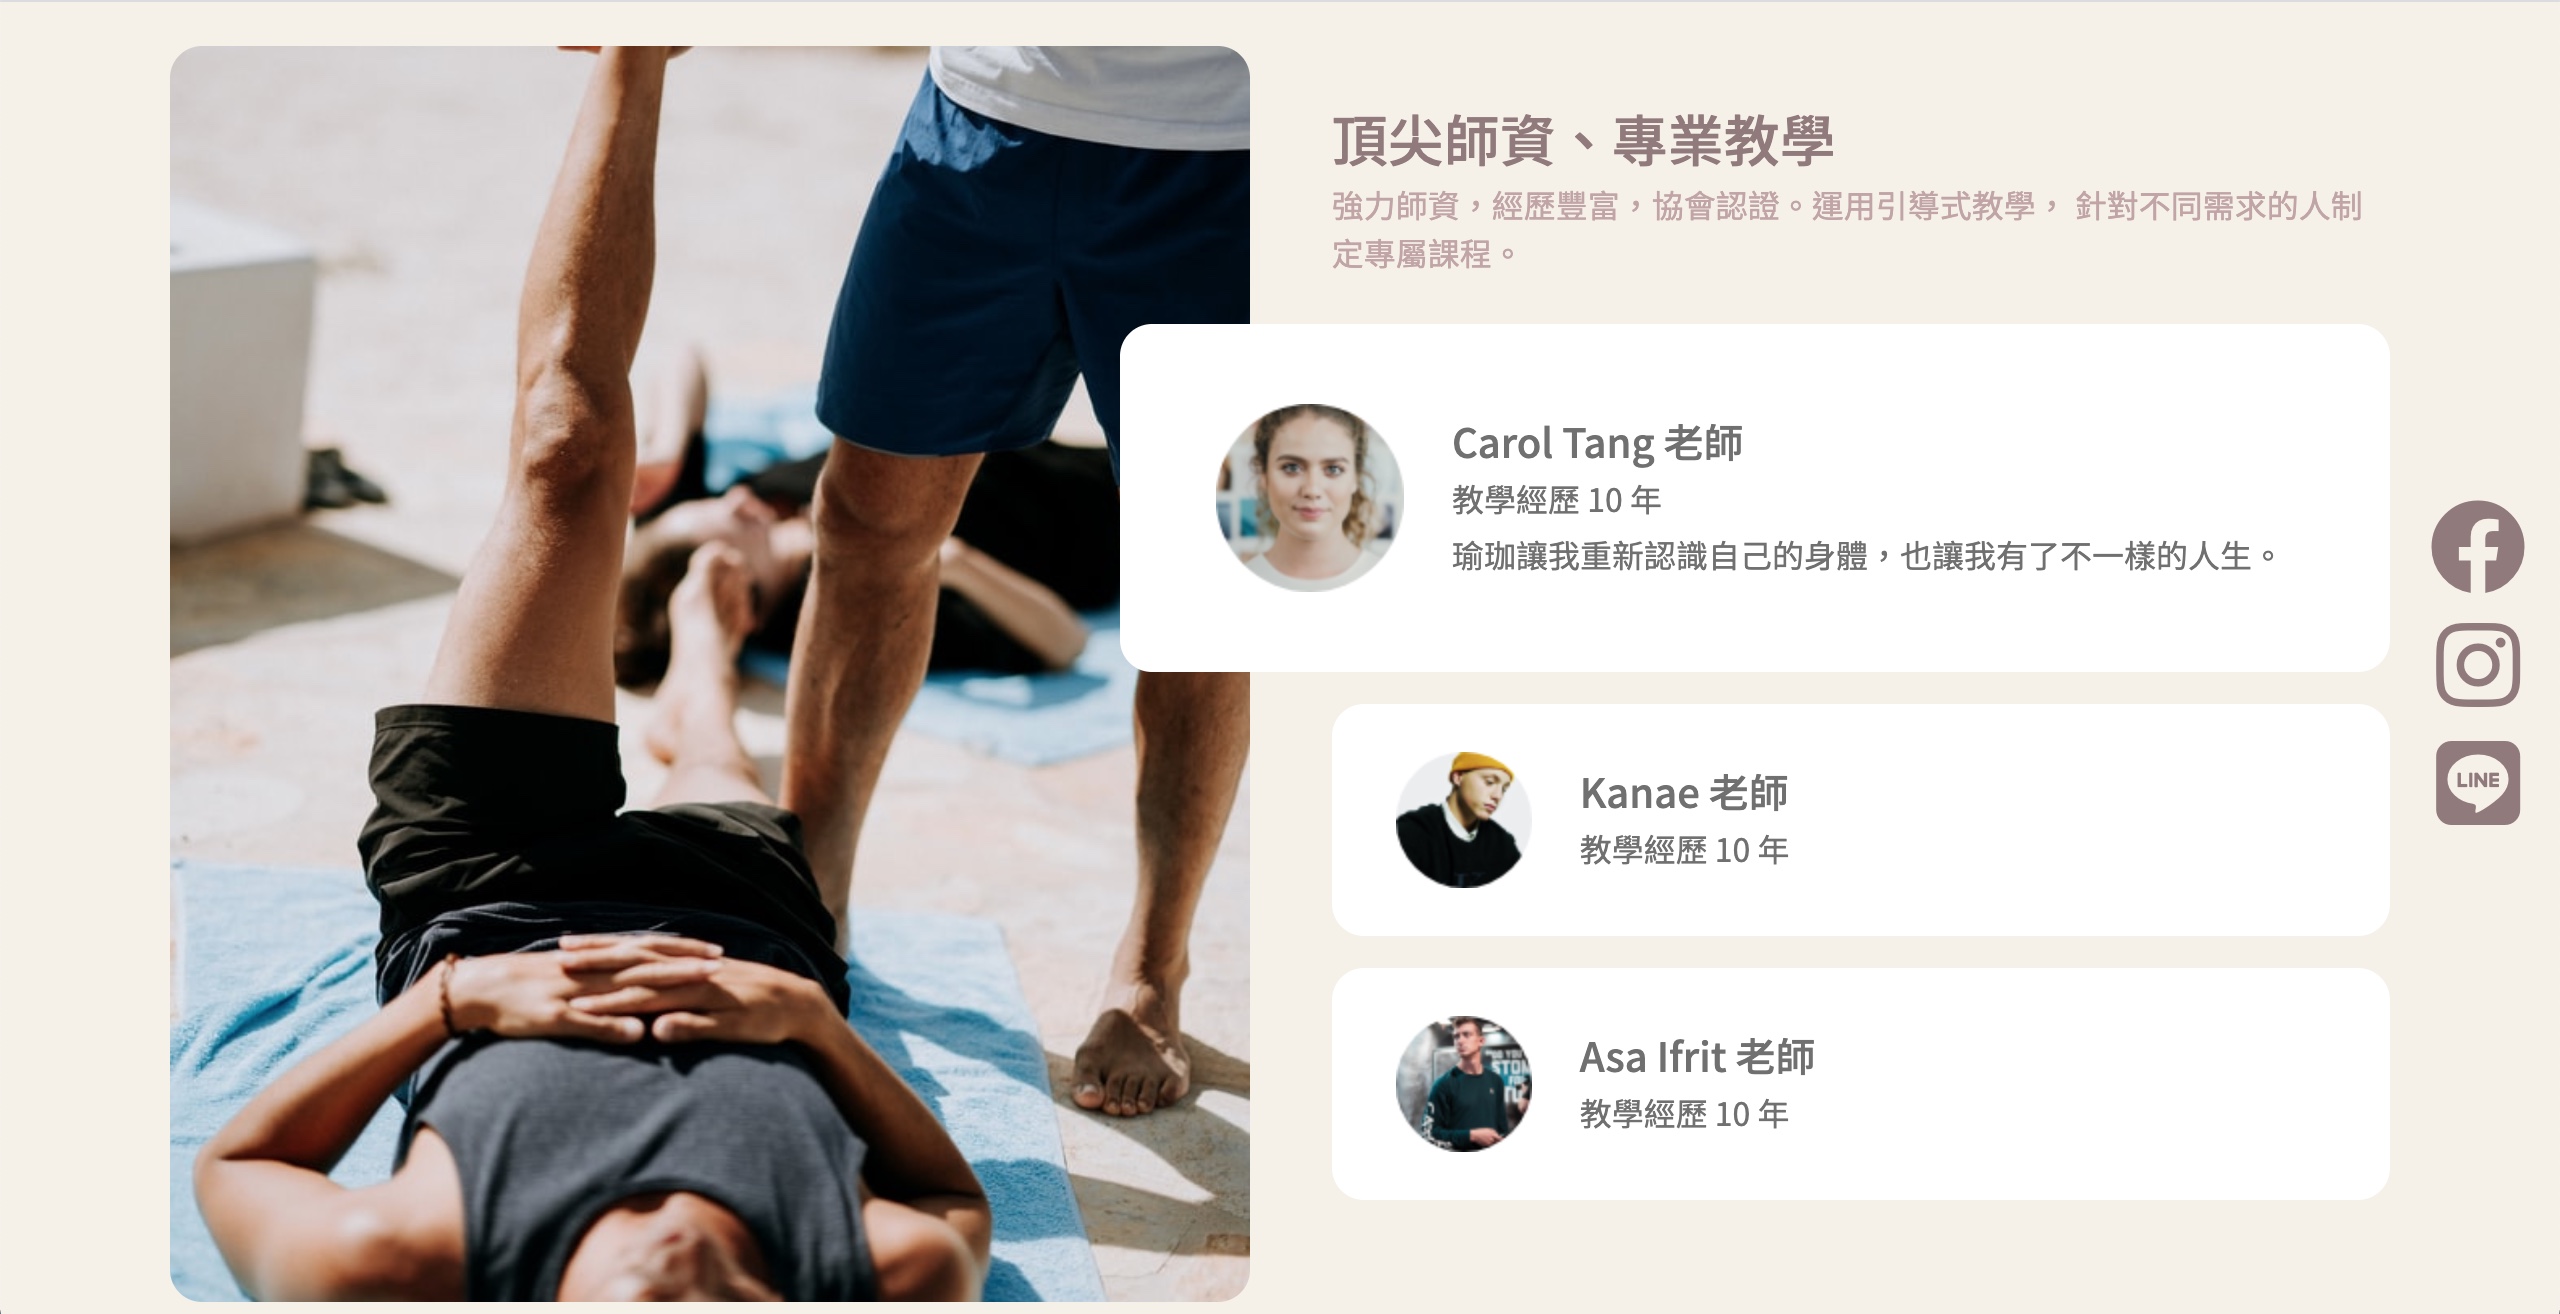 頂尖師資、專業教學
強力師資，經歷豐富，協會認證。運用引導式教學， 針對不同需求的人制
定專屬課程。
Carol Tang 老師
教學經歷 10 年
瑜珈讓我重新認識自己的身體，也讓我有了不一樣的人生。
Kanae 老師
教學經歷 10 年
Asa Ifrit 老師
教學經歷 10 年
LINE